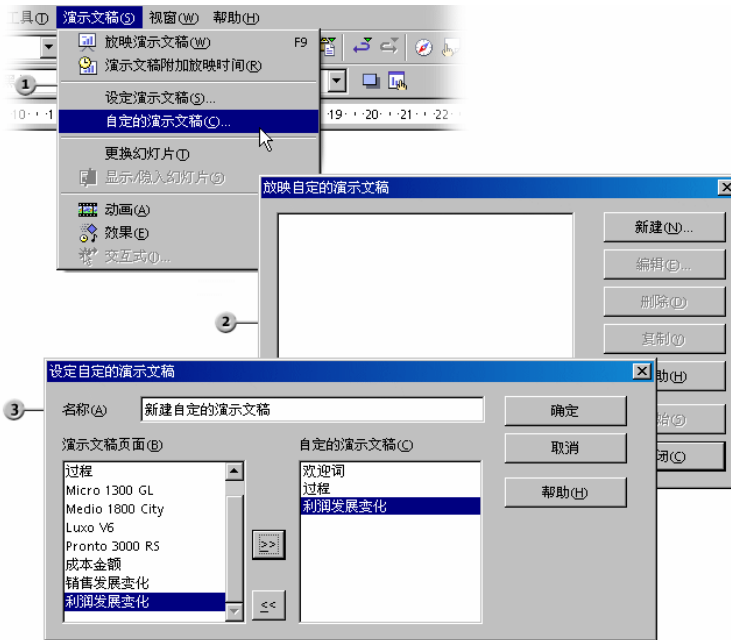 工具(I) 演示文稿(S) 视窗(W) 帮助(H)
放映演示文稿(W) F9
演示文稿附加放映时间(R)
1
设定演示文稿(S)...
自定的演示文稿(C)...
10 19 20 21 22
更换幻灯片(T)
显示/隐入幻灯片(S)
动画(A)
效果(E)
交互式(I)...
2
放映自定的演示文稿
新建(N)...
编辑(E)...
删除(D)
复制(Y)
助(H)
始(S)
闭(C)
3
设定自定的演示文稿
名称(A) 新建自定的演示文稿
确定
取消
帮助(H)
演示文稿页面(B)
过程
Micro 1300 GL
Medio 1800 City
Luxo V6
Pronto 3000 RS
成本金额
销售发展变化
利润发展变化
>>
<<
自定的演示文稿(C)
欢迎词
过程
利润发展变化